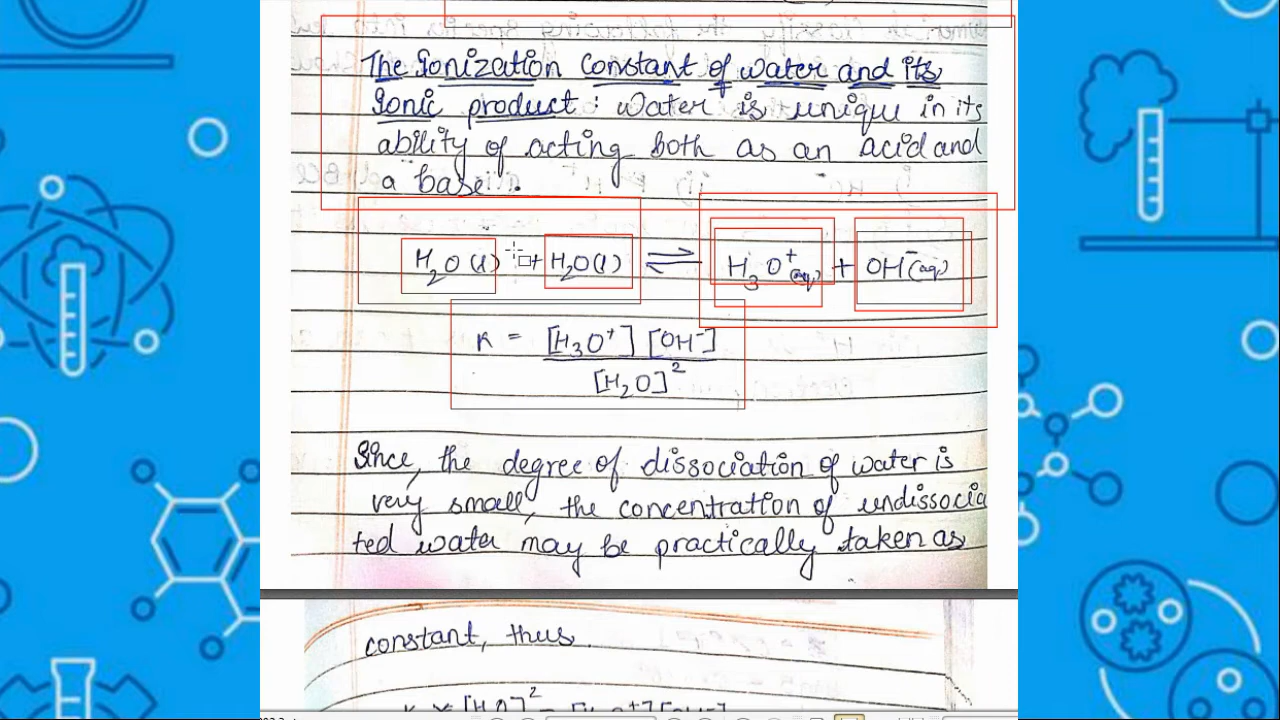 The Ionization Constant of water and its
Ionic product : Water is unique in its
ability of acting both as an acid and
a base.
H₂O(l) + H₂O(l) ⇌ H₃O⁺(aq) + OH⁻(aq)
K = [H₃O⁺] [OH⁻]
[H₂O]²
Since, the degree of dissociation of water is
very small, the concentration of undissocia
ted water may be practically taken as
constant, thus